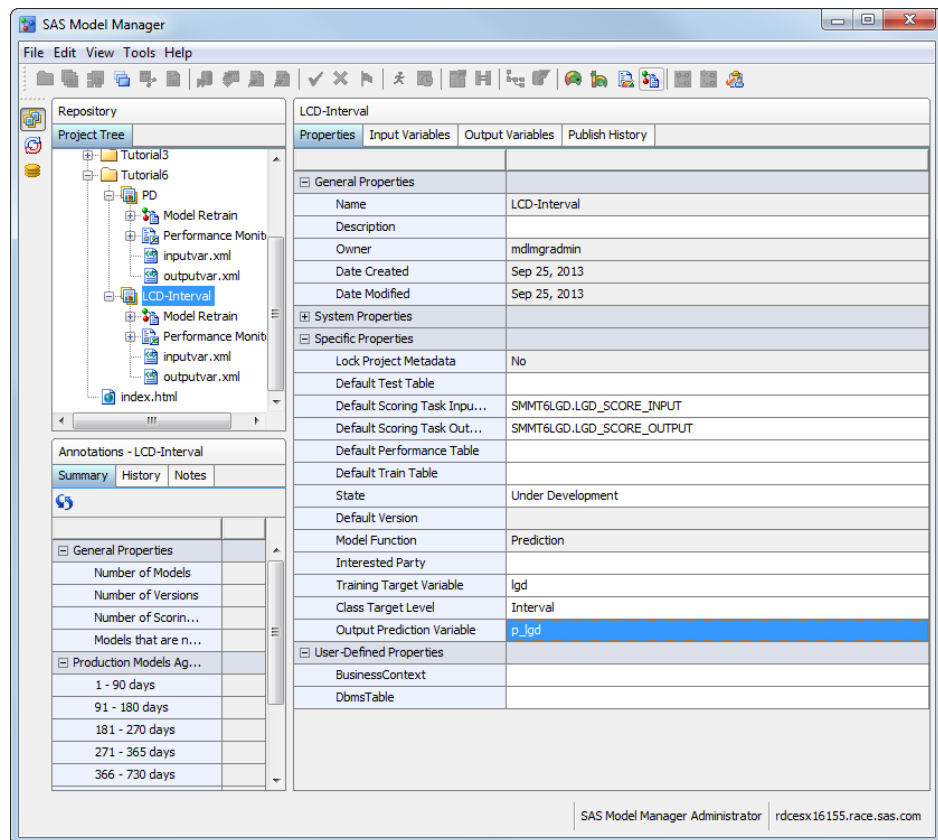 SAS Model Manager
File Edit View Tools Help
Repository
Project Tree
Tutorial3
Tutorial6
PD
Model Retrain
Performance Monit
inputvar.xml
outputvar.xml
LCD-Interval
Model Retrain
Performance Monit
inputvar.xml
outputvar.xml
index.html
Annotations - LCD-Interval
Summary History Notes
General Properties
Number of Models
Number of Versions
Number of Scorin...
Models that are n...
Production Models Ag...
1 - 90 days
91 - 180 days
181 - 270 days
271 - 365 days
366 - 730 days
LCD-Interval
Properties Input Variables Output Variables Publish History
General Properties
Name LCD-Interval
Description
Owner mdlmgradmin
Date Created Sep 25, 2013
Date Modified Sep 25, 2013
System Properties
Specific Properties
Lock Project Metadata No
Default Test Table
Default Scoring Task Inpu... SMMT6LGD.LGD_SCORE_INPUT
Default Scoring Task Out... SMMT6LGD.LGD_SCORE_OUTPUT
Default Performance Table
Default Train Table
State Under Development
Default Version
Model Function Prediction
Interested Party
Training Target Variable lgd
Class Target Level Interval
Output Prediction Variable p_lgd
User-Defined Properties
BusinessContext
DbmsTable
SAS Model Manager Administrator rdcesx16155.race.sas.com